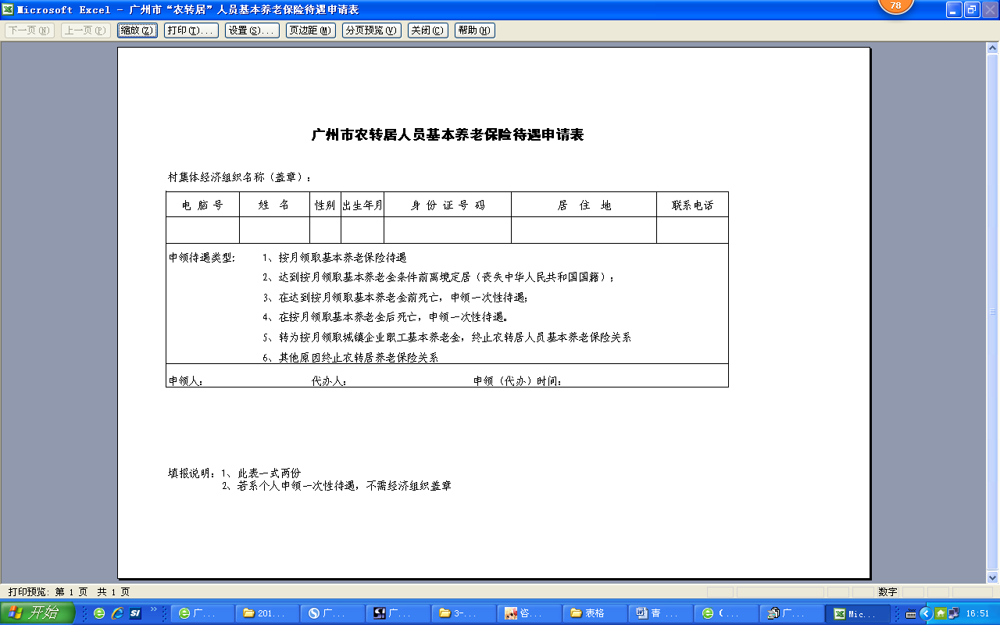 Microsoft Excel - 广州市“农转居”人员基本养老保险待遇申请表
78
下一页(N) 上一页(P) 缩放(Z) 打印(T)... 设置(S)... 页边距(M) 分页预览(V) 关闭(C) 帮助(H)
广州市农转居人员基本养老保险待遇申请表
村集体经济组织名称（盖章）:
电 脑 号 姓 名 性别 出生年月 身 份 证 号 码 居 住 地 联系电话
申领待遇类型: 1、按月领取基本养老保险待遇
2、达到按月领取基本养老金条件前离境定居（丧失中华人民共和国国籍）;
3、在达到按月领取基本养老金前死亡，申领一次性待遇;
4、在按月领取基本养老金后死亡，申领一次性待遇。
5、转为按月领取城镇企业职工基本养老金，终止农转居人员基本养老保险关系
6、其他原因终止农转居养老保险关系
申领人: 代办人: 申领（代办）时间:
填报说明: 1、此表一式两份
2、若系个人申领一次性待遇，不需经济组织盖章
打印预览: 第 1 页 共 1 页 数字
开始 SI » 广... 201... 广... 广... 3-... 咨... 表格 青... (... 广... Mic... 16:51